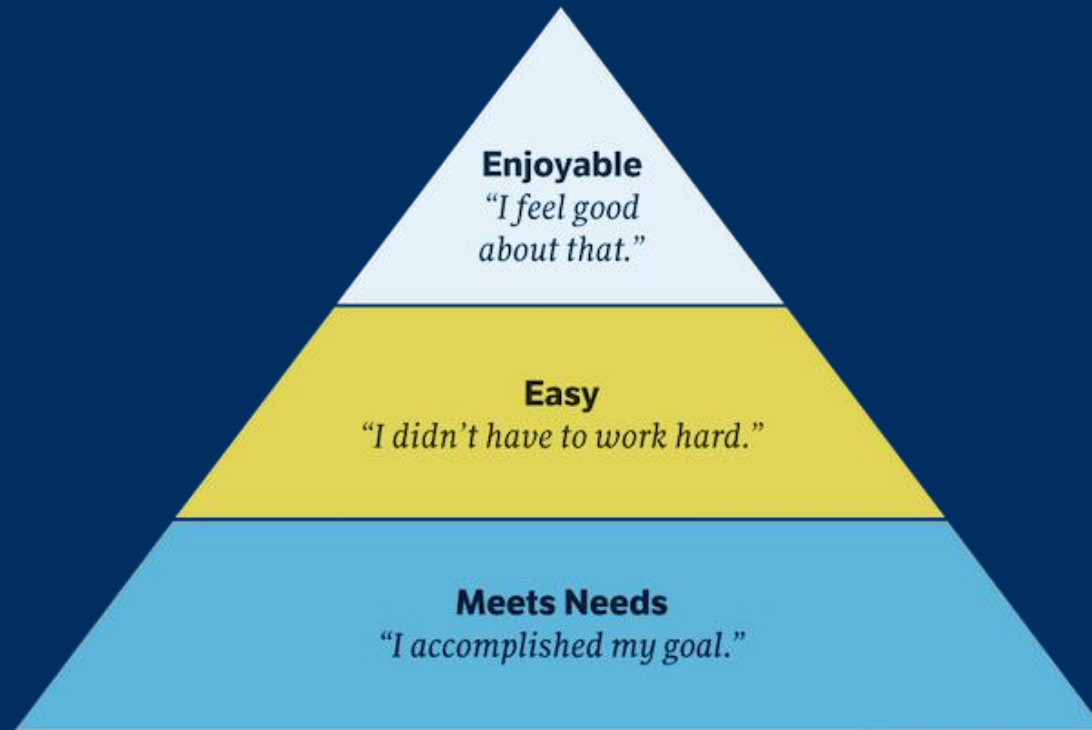 Enjoyable
“I feel good
about that.”
Easy
“I didn’t have to work hard.”
Meets Needs
“I accomplished my goal.”